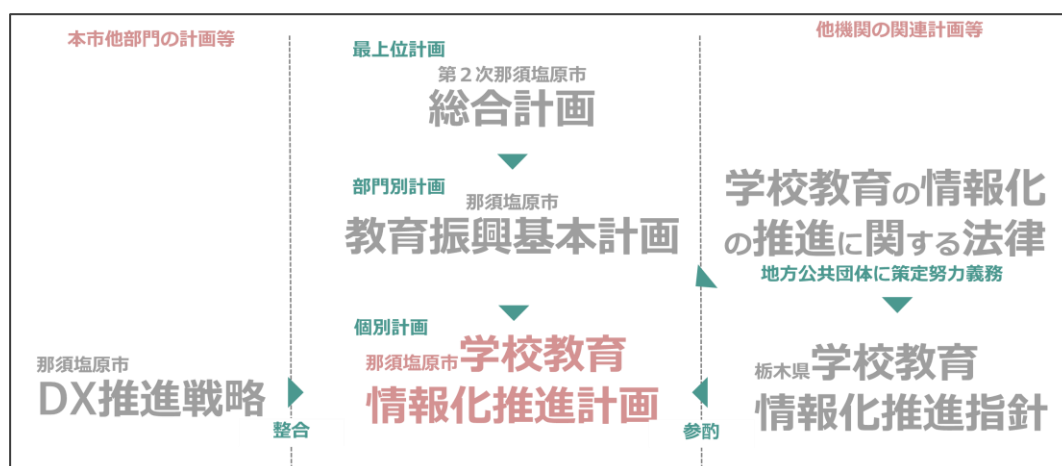 本市他部門の計画等
那須塩原市
DX推進戦略
整合
最上位計画
第2次那須塩原市
総合計画
部門別計画
那須塩原市
教育振興基本計画
個別計画
那須塩原市学校教育
情報化推進計画
他機関の関連計画等
学校教育の情報化
の推進に関する法律
地方公共団体に策定努力義務
栃木県学校教育
情報化推進指針
参酌